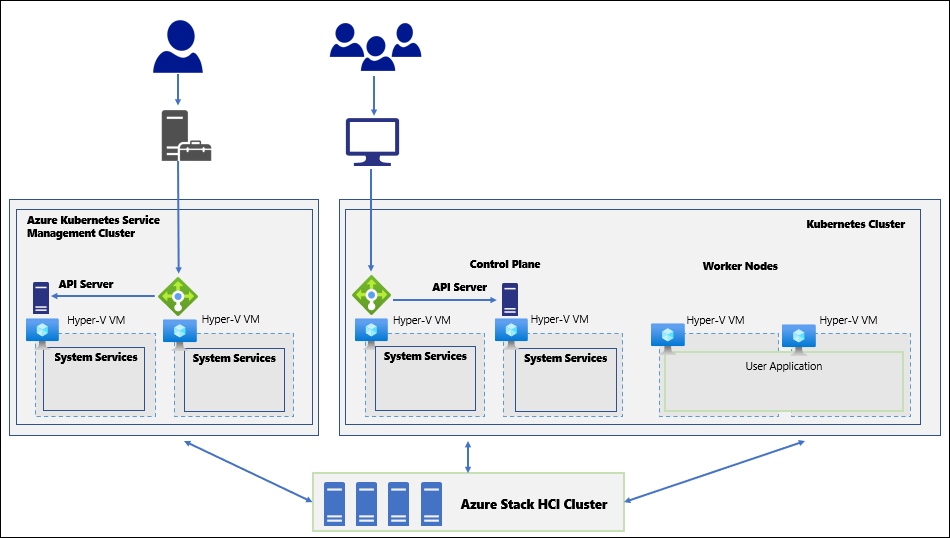 Azure Kubernetes Service
Management Cluster
Kubernetes Cluster
Control Plane
Worker Nodes
API Server
API Server
Hyper-V VM
Hyper-V VM
Hyper-V VM
Hyper-V VM
Hyper-V VM
Hyper-V VM
System Services
System Services
System Services
System Services
User Application
Azure Stack HCI Cluster